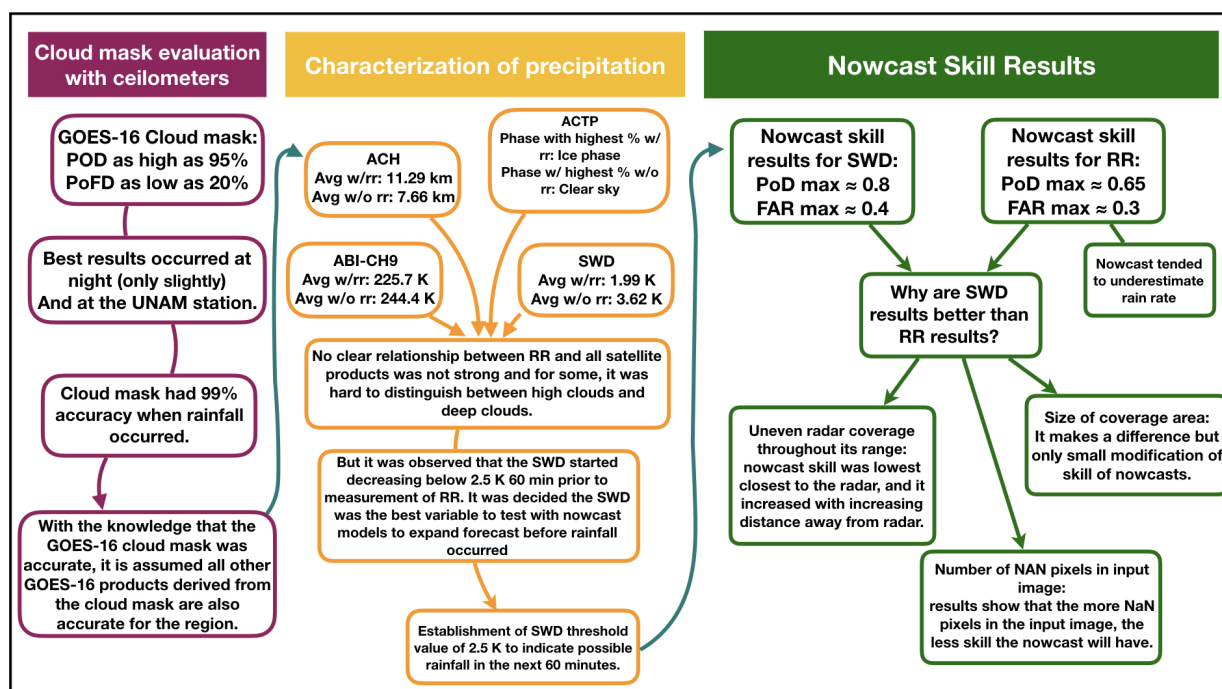 Cloud mask evaluation
with ceilometers
GOES-16 Cloud mask:
POD as high as 95%
PoFD as low as 20%
Best results occurred at
night (only slightly)
And at the UNAM station.
Cloud mask had 99%
accuracy when rainfall
occurred.
With the knowledge that the
GOES-16 cloud mask was
accurate, it is assumed all other
GOES-16 products derived from
the cloud mask are also
accurate for the region.
Characterization of precipitation
ACH
Avg w/rr: 11.29 km
Avg w/o rr: 7.66 km
ACTP
Phase with highest % w/
rr: Ice phase
Phase w/ highest % w/o
rr: Clear sky
ABI-CH9
Avg w/rr: 225.7 K
Avg w/o rr: 244.4 K
SWD
Avg w/rr: 1.99 K
Avg w/o rr: 3.62 K
No clear relationship between RR and all satellite
products was not strong and for some, it was
hard to distinguish between high clouds and
deep clouds.
But it was observed that the SWD started
decreasing below 2.5 K 60 min prior to
measurement of RR. It was decided the SWD
was the best variable to test with nowcast
models to expand forecast before rainfall
occurred
Establishment of SWD threshold
value of 2.5 K to indicate possible
rainfall in the next 60 minutes.
Nowcast Skill Results
Nowcast skill
results for SWD:
PoD max ≈ 0.8
FAR max ≈ 0.4
Nowcast skill
results for RR:
PoD max ≈ 0.65
FAR max ≈ 0.3
Nowcast tended
to underestimate
rain rate
Why are SWD
results better than
RR results?
Uneven radar coverage
throughout its range:
nowcast skill was lowest
closest to the radar, and it
increased with increasing
distance away from radar.
Size of coverage area:
It makes a difference but
only small modification of
skill of nowcasts.
Number of NAN pixels in input
image:
results show that the more NaN
pixels in the input image, the
less skill the nowcast will have.